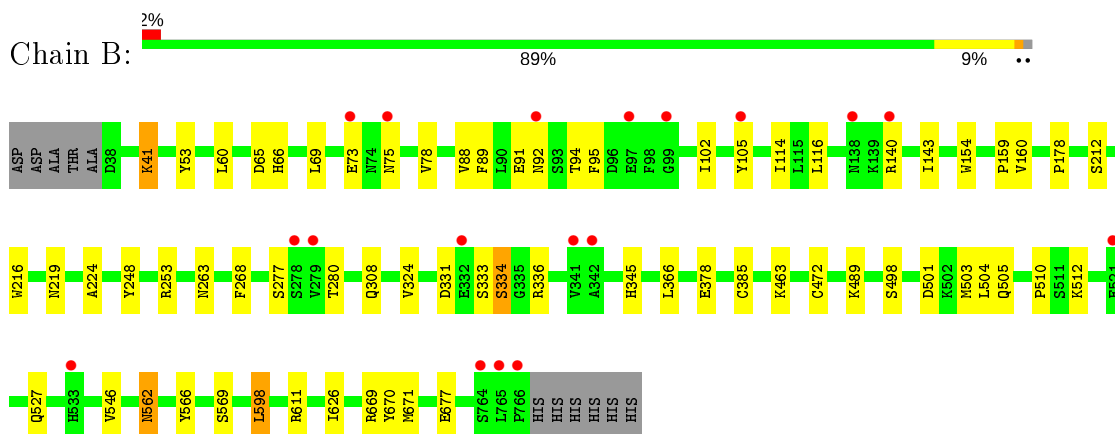 2%
Chain B:
89% 9% ••
ASP ASP ALA THR ALA D38 K41 Y53 L60 D65 H66 L69 E73 N74 N75 V78 V88 F89 L90 E91 N92 S93 T94 F95 D96 E97 F98 G99 I102 Y105 I114 L115 L116 N138 K139 R140 I143 W154 P159 V160 P178 S212
W216 N219 A224 Y248 R253 N263 F268 S277 S278 V279 T280 Q308 V324 D331 E332 S333 S334 G335 R336 V341 A342 H345 L366 E378 C385 K463 C472 K489 S498 D501 K502 M503 L504 Q505 P510 S511 K512
Q527 H533 V546 N562 Y566 S569 L598 R611 I626 R669 Y670 M671 E677 S764 L765 P766 HIS HIS HIS HIS HIS HIS